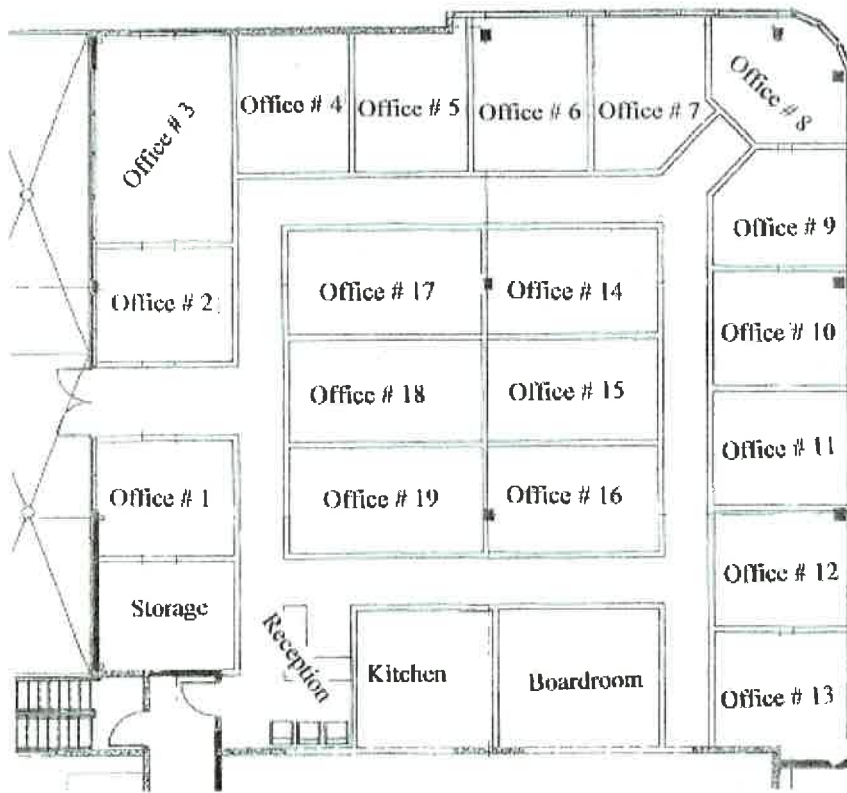 Office # 3
Office # 4
Office # 5
Office # 6
Office # 7
Office # 8
Office # 9
Office # 2
Office # 17
Office # 14
Office # 10
Office # 18
Office # 15
Office # 11
Office # 1
Office # 19
Office # 16
Office # 12
Storage
Reception
Kitchen
Boardroom
Office # 13